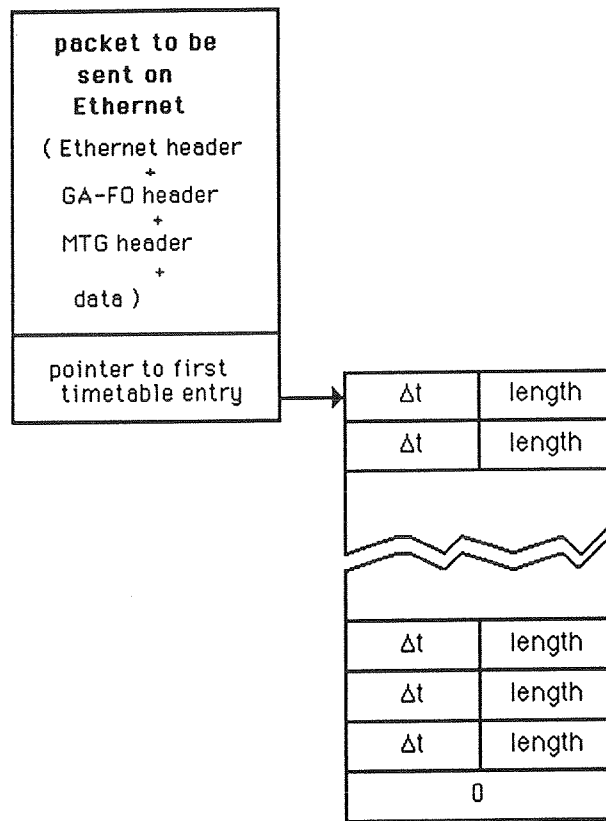 packet to be
sent on
Ethernet
( Ethernet header
+
GA-FO header
+
MTG header
+
data )
pointer to first
timetable entry
Δt length
Δt length
Δt length
Δt length
Δt length
0